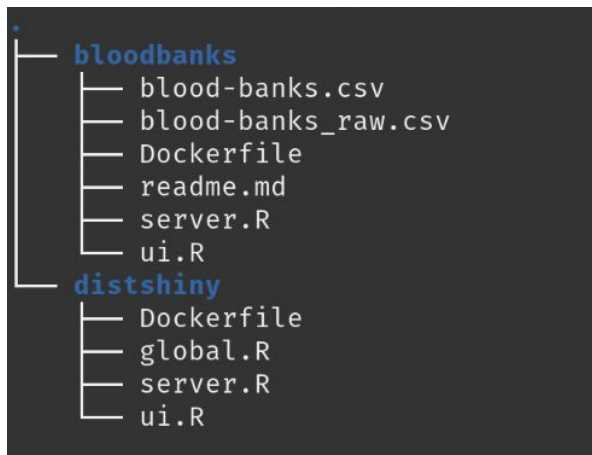 .
├── bloodbanks
│   ├── blood-banks.csv
│   ├── blood-banks_raw.csv
│   ├── Dockerfile
│   ├── readme.md
│   ├── server.R
│   └── ui.R
└── distshiny
    ├── Dockerfile
    ├── global.R
    ├── server.R
    └── ui.R